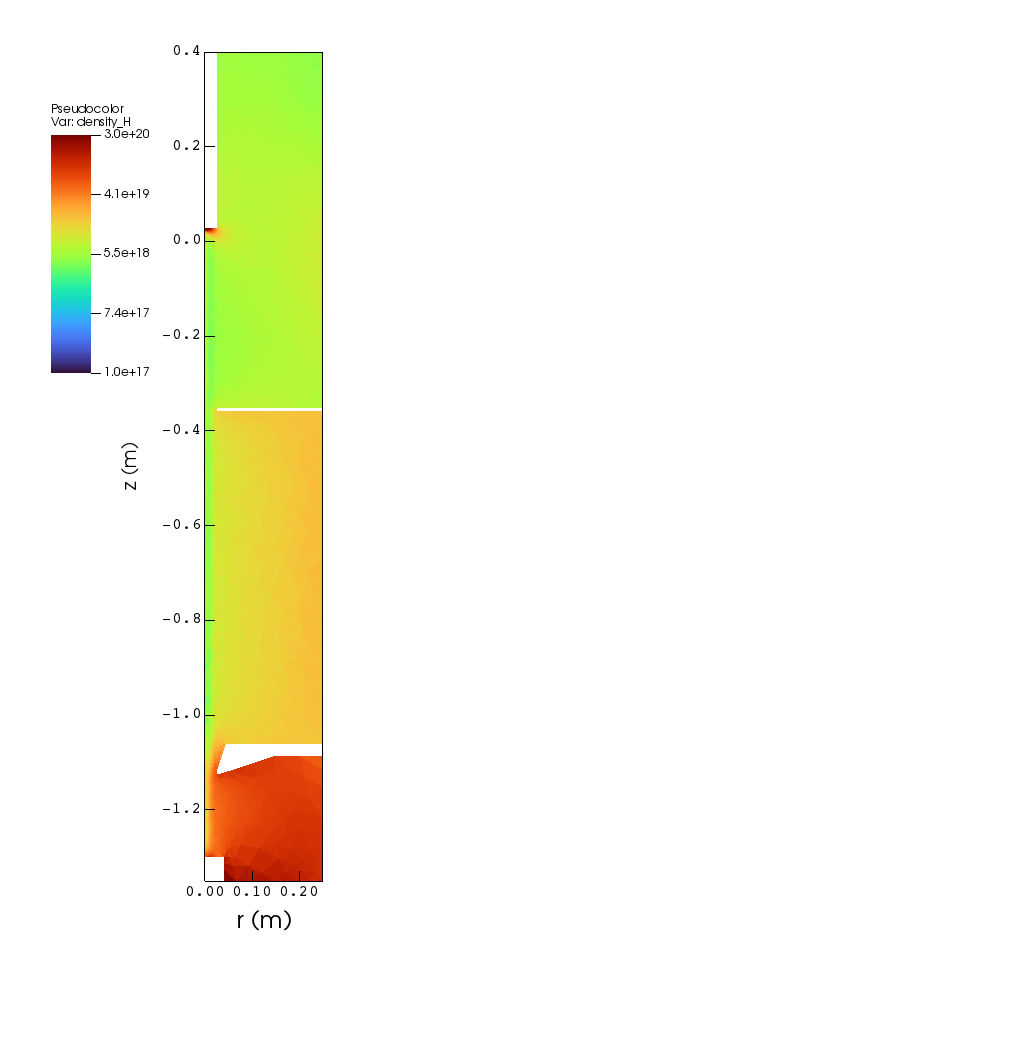 Pseudocolor
Var: density_H
3.0e+20
4.1e+19
5.5e+18
7.4e+17
1.0e+17
z (m)
0.4
0.2
0.0
-0.2
-0.4
-0.6
-0.8
-1.0
-1.2
0.00 0.10 0.20
r (m)